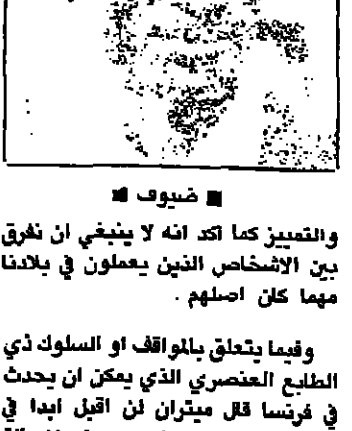 ■ ضيوف ■
والتمييز كما اكد انه لا ينبغي ان نفرق
بين الاشخاص الذين يعملون في بلادنا
مهما كان اصلهم .
وفيما يتعلق بالمواقف او السلوك ذي
الطابع العنصري الذي يمكن ان يحدث
في فرنسا قال ميتران لن اقبل ابدا في